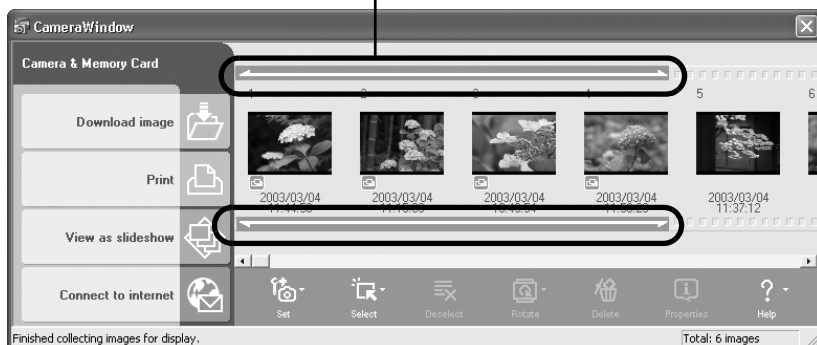 CameraWindow
Camera & Memory Card
Download image
Print
View as slideshow
Connect to internet
1 2 3 4 5 6
2003/03/04 2003/03/04 2003/03/04 2003/03/04 2003/03/04
11:37:12
Set Select Deselect Rotate Delete Properties Help
Finished collecting images for display.
Total: 6 images